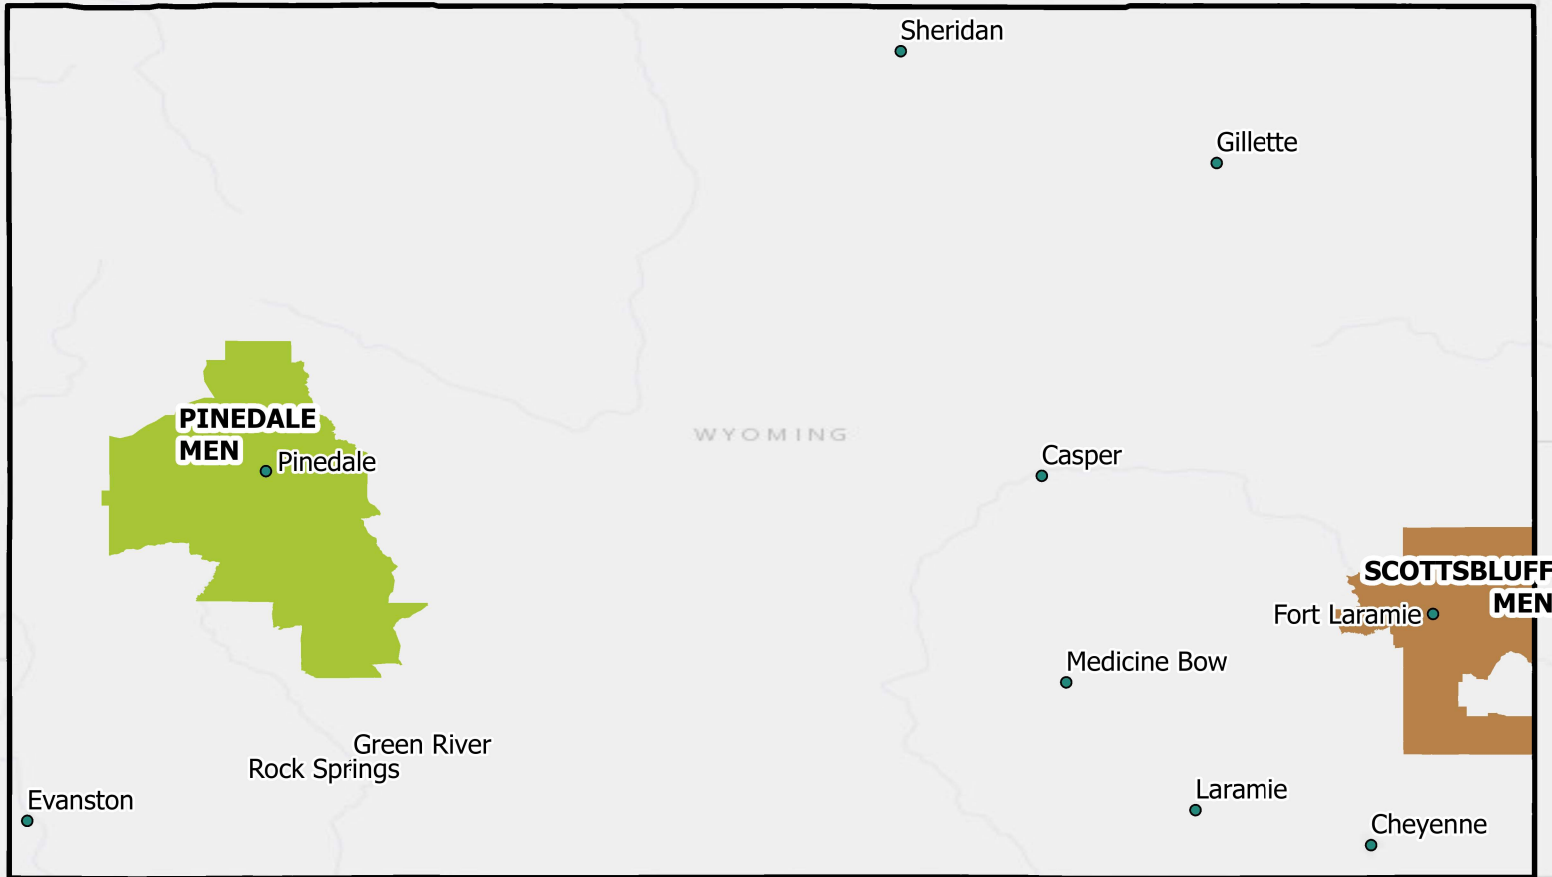 Sheridan
Gillette
PINEDALE
MEN
Pinedale
WYOMING
Casper
SCOTTSBLUFF
MEN
Fort Laramie
Medicine Bow
Green River
Rock Springs
Evanston
Laramie
Cheyenne